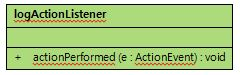 logActionListener
+ actionPerformed (e : ActionEvent) : void